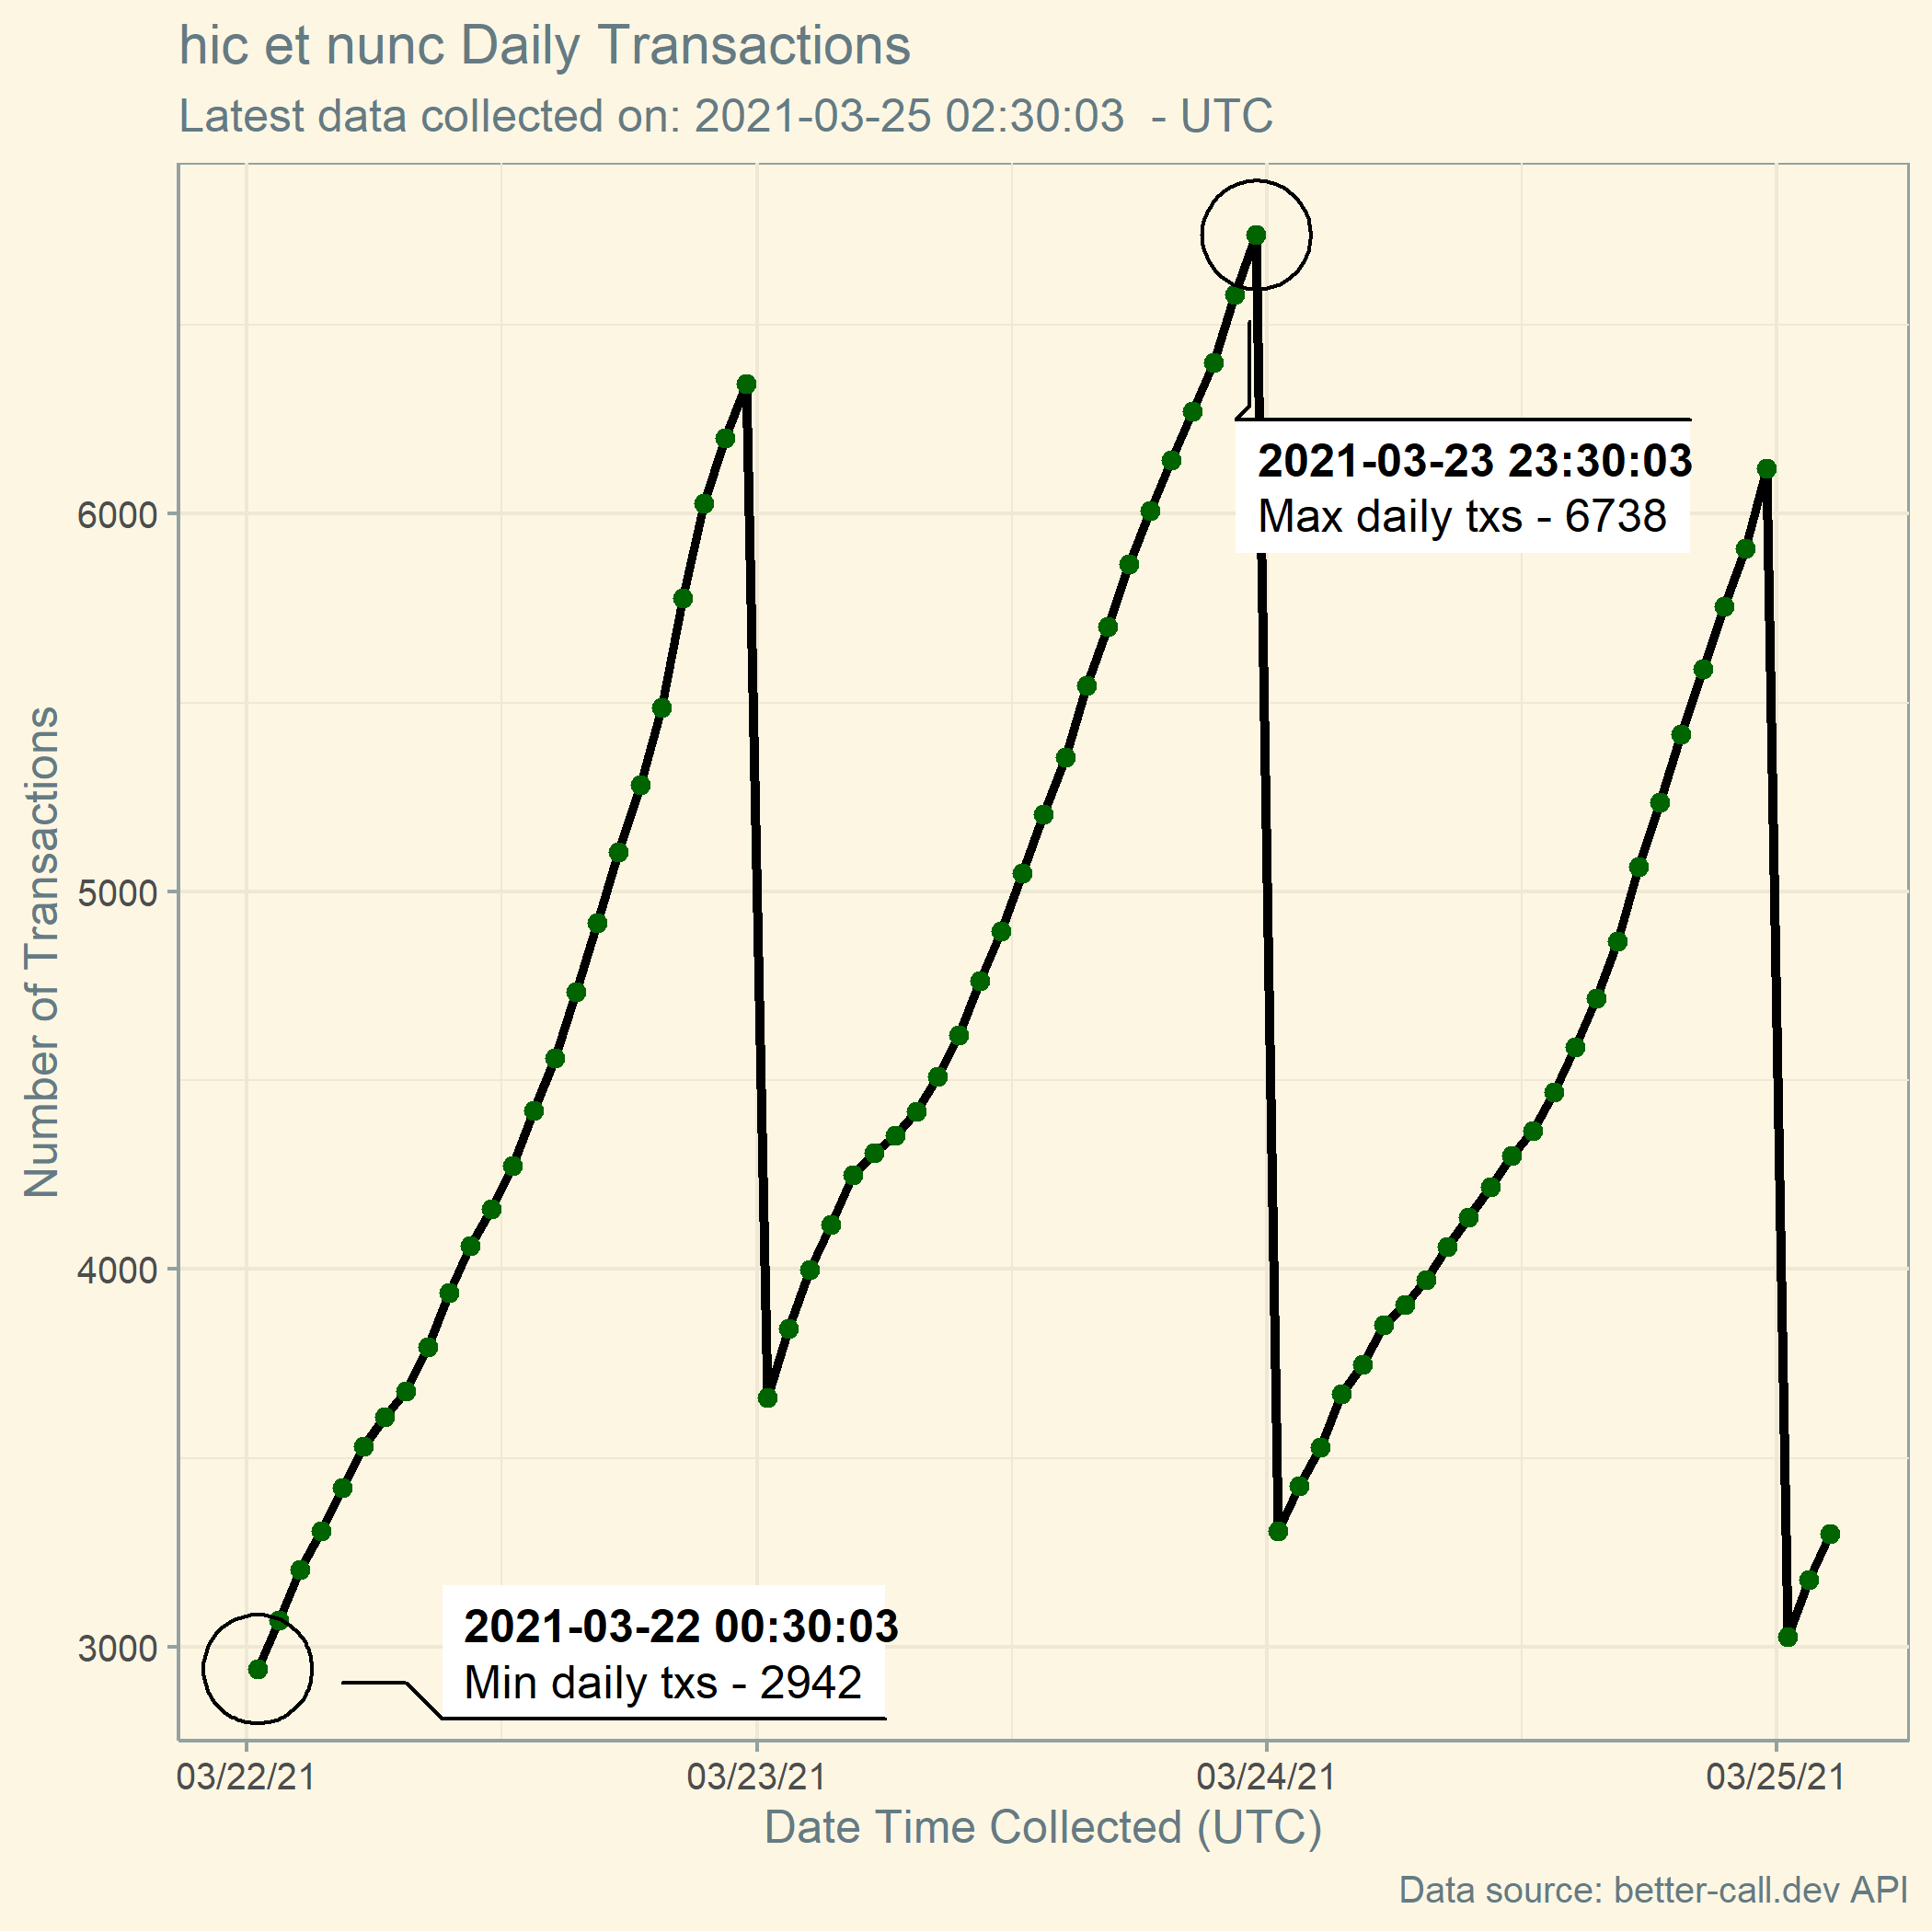 hic et nunc Daily Transactions
Latest data collected on: 2021-03-25 02:30:03  - UTC
Number of Transactions
6000
5000
4000
3000
2021-03-23 23:30:03
Max daily txs - 6738
2021-03-22 00:30:03
Min daily txs - 2942
03/22/21
03/23/21
03/24/21
03/25/21
Date Time Collected (UTC)
Data source: better-call.dev API